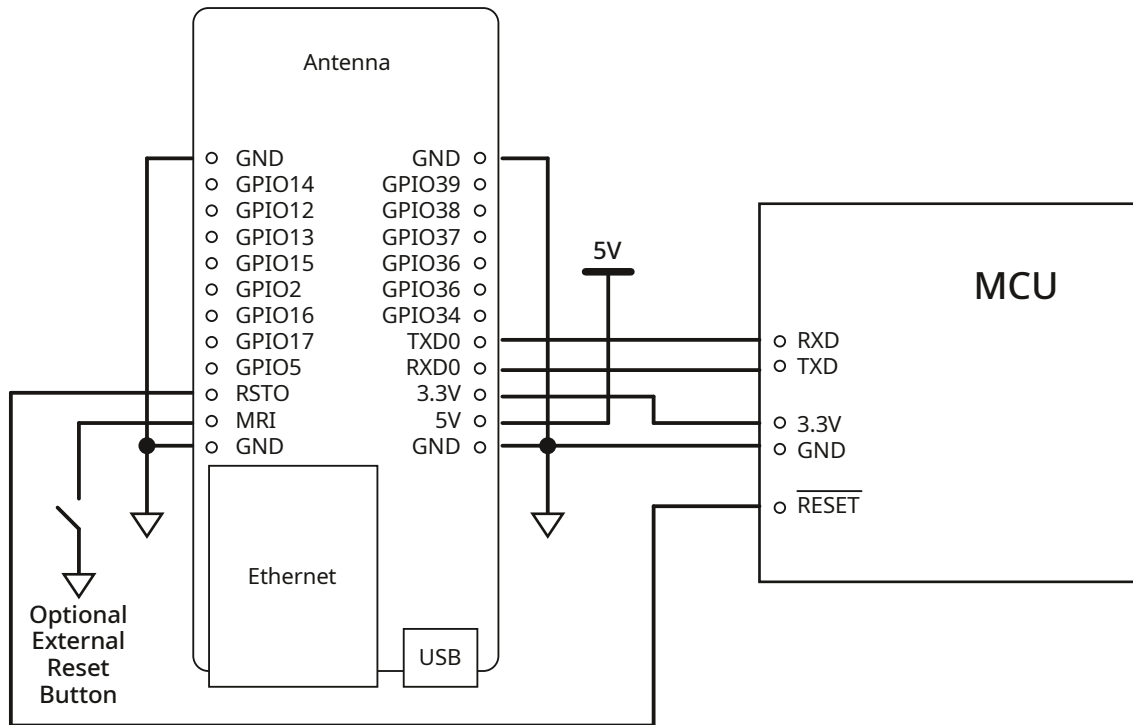 Antenna
GND
GPIO14
GPIO12
GPIO13
GPIO15
GPIO2
GPIO16
GPIO17
GPIO5
RSTO
MRI
GND
GND
GPIO39
GPIO38
GPIO37
GPIO36
GPIO36
GPIO34
TXD0
RXD0
3.3V
5V
GND
5V
MCU
RXD
TXD
3.3V
GND
RESET
Ethernet
USB
Optional
External
Reset
Button